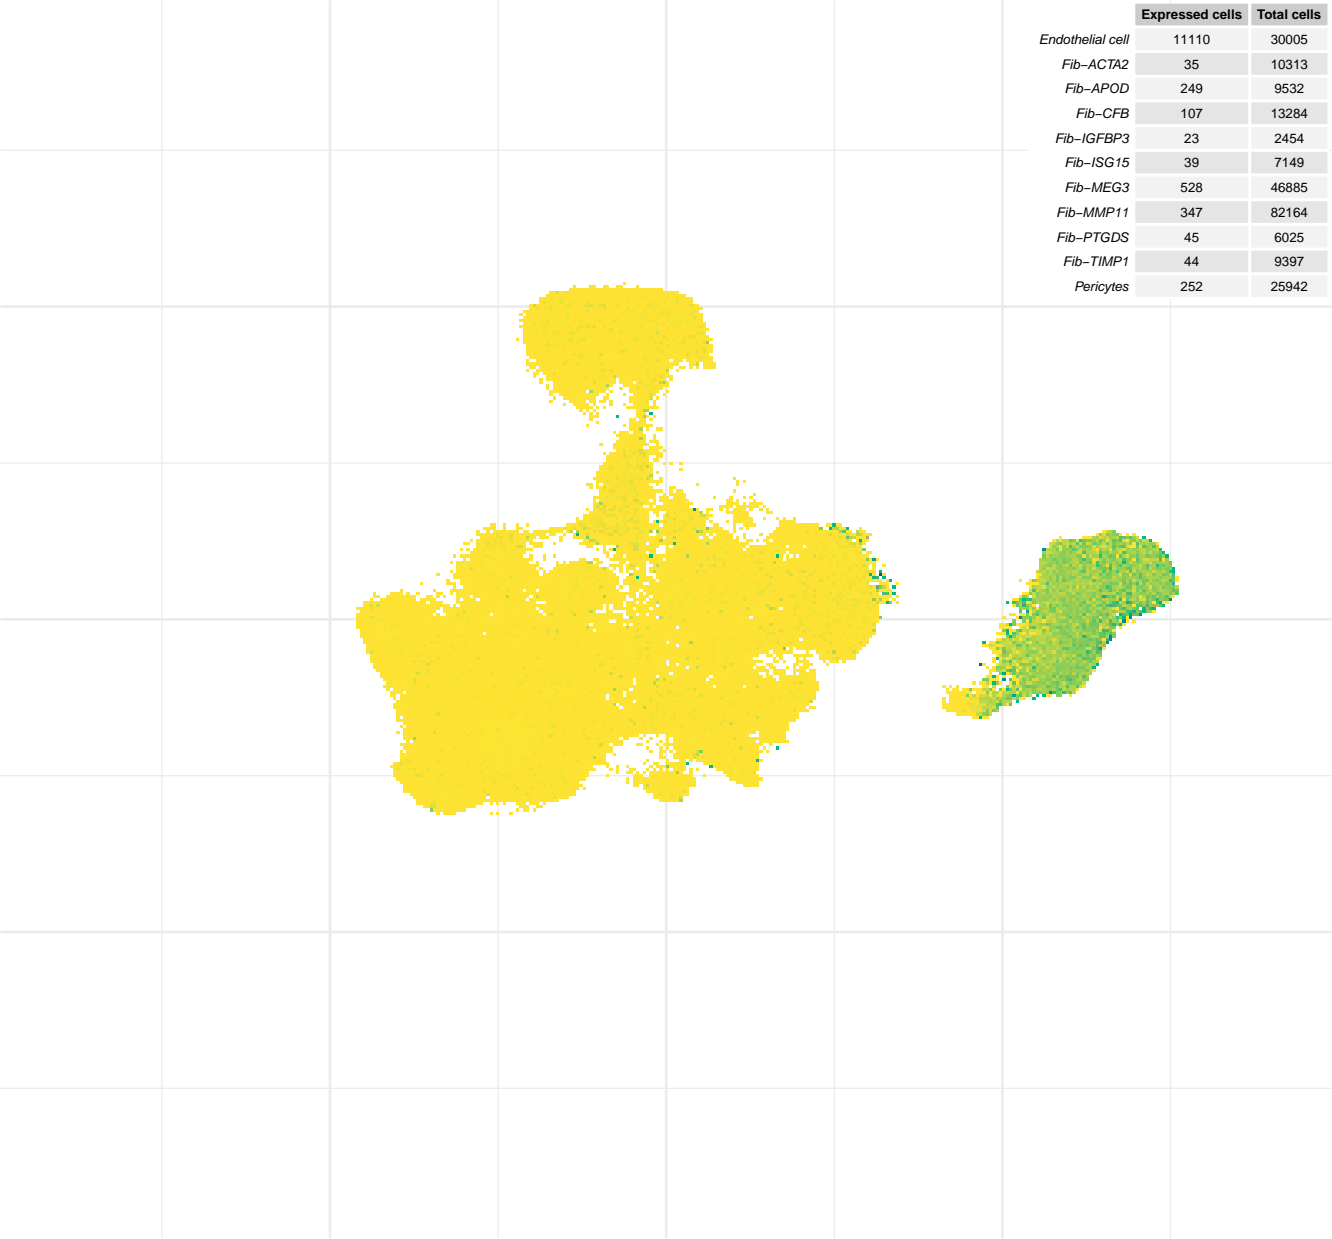 Expressed cells Total cells
Endothelial cell 11110 30005
Fib−ACTA2 35 10313
Fib−APOD 249 9532
Fib−CFB 107 13284
Fib−IGFBP3 23 2454
Fib−ISG15 39 7149
Fib−MEG3 528 46885
Fib−MMP11 347 82164
Fib−PTGDS 45 6025
Fib−TIMP1 44 9397
Pericytes 252 25942